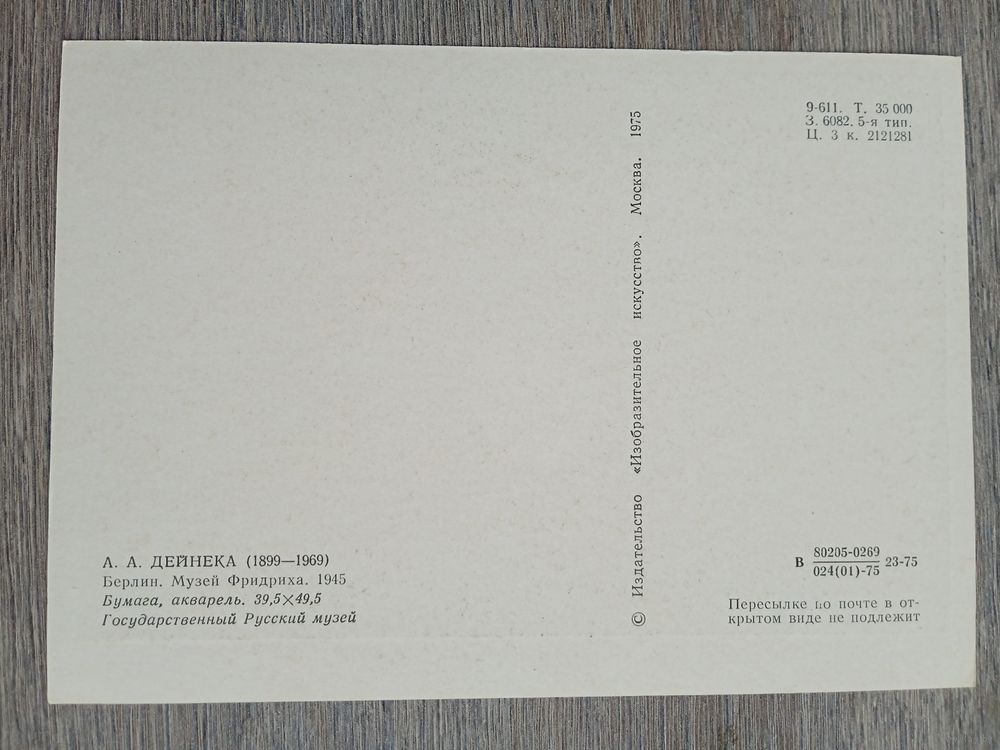 А. А. ДЕЙНЕКА (1899—1969)
Берлин. Музей Фридриха. 1945
Бумага, акварель. 39,5×49,5
Государственный Русский музей
© Издательство «Изобразительное искусство». Москва. 1975
9-611. Т. 35 000
З. 6082. 5-я тип.
Ц. 3 к. 2121281
В 80205-0269
024(01)-75 23-75
Пересылке по почте в от-
крытом виде не подлежит